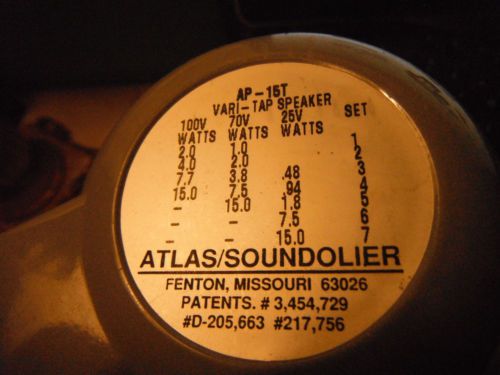 AP-15T
VARI-TAP SPEAKER
100V 70V 25V SET
WATTS WATTS WATTS
2.0 1.0 1
4.0 2.0 2
7.7 3.8 .48 3
15.0 7.5 .94 4
- 15.0 1.8 5
- - 7.5 6
- - 15.0 7
ATLAS/SOUNDOLIER
FENTON, MISSOURI 63026
PATENTS. # 3,454,729
#D-205,663 #217,756